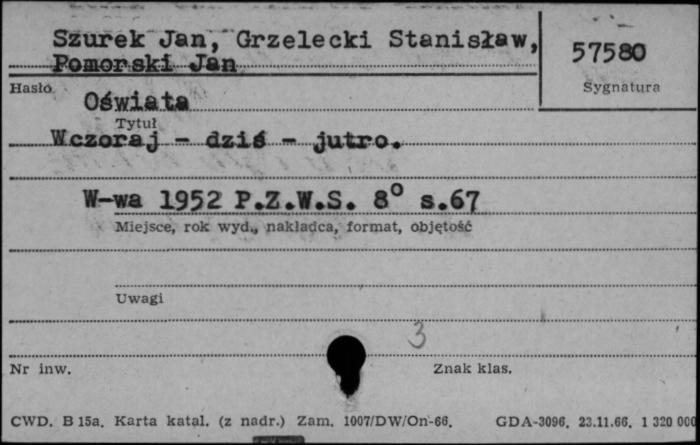 Szurek Jan, Grzelecki Stanisław,
Pomorski Jan
57580
Hasło
Sygnatura
Oświata
Tytuł
Wczoraj - dziś - jutro.
W-wa 1952 P.Z.W.S. 8° s.67
Miejsce, rok wyd., nakładca, format, objętość
Uwagi
3
Nr inw.
Znak klas.
CWD. B 15a. Karta katal. (z nadr.) Zam. 1007/DW/On-66. GDA-3096. 23.11.66. 1 320 000